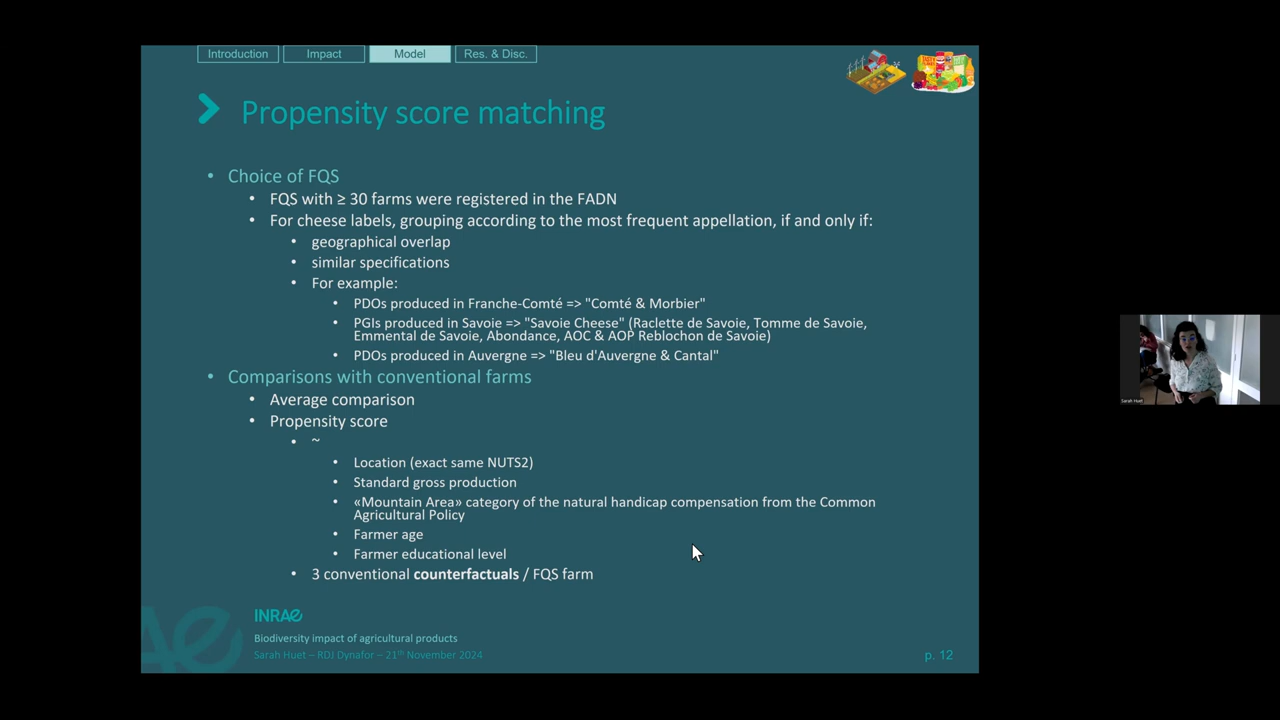 Introduction
Impact
Model
Res. & Disc.
Propensity score matching
• Choice of FQS
• FQS with ≥ 30 farms were registered in the FADN
• For cheese labels, grouping according to the most frequent appellation, if and only if:
• geographical overlap
• similar specifications
• For example:
• PDOs produced in Franche-Comté => "Comté & Morbier"
• PGIs produced in Savoie => "Savoie Cheese" (Raclette de Savoie, Tomme de Savoie,
Emmental de Savoie, Abondance, AOC & AOP Reblochon de Savoie)
• PDOs produced in Auvergne => "Bleu d'Auvergne & Cantal"
• Comparisons with conventional farms
• Average comparison
• Propensity score
• ~
• Location (exact same NUTS2)
• Standard gross production
• «Mountain Area» category of the natural handicap compensation from the Common
Agricultural Policy
• Farmer age
• Farmer educational level
• 3 conventional counterfactuals / FQS farm
INRAE
Biodiversity impact of agricultural products
Sarah Huet – RDJ Dynafor – 21th November 2024
p. 12
Sarah Huet